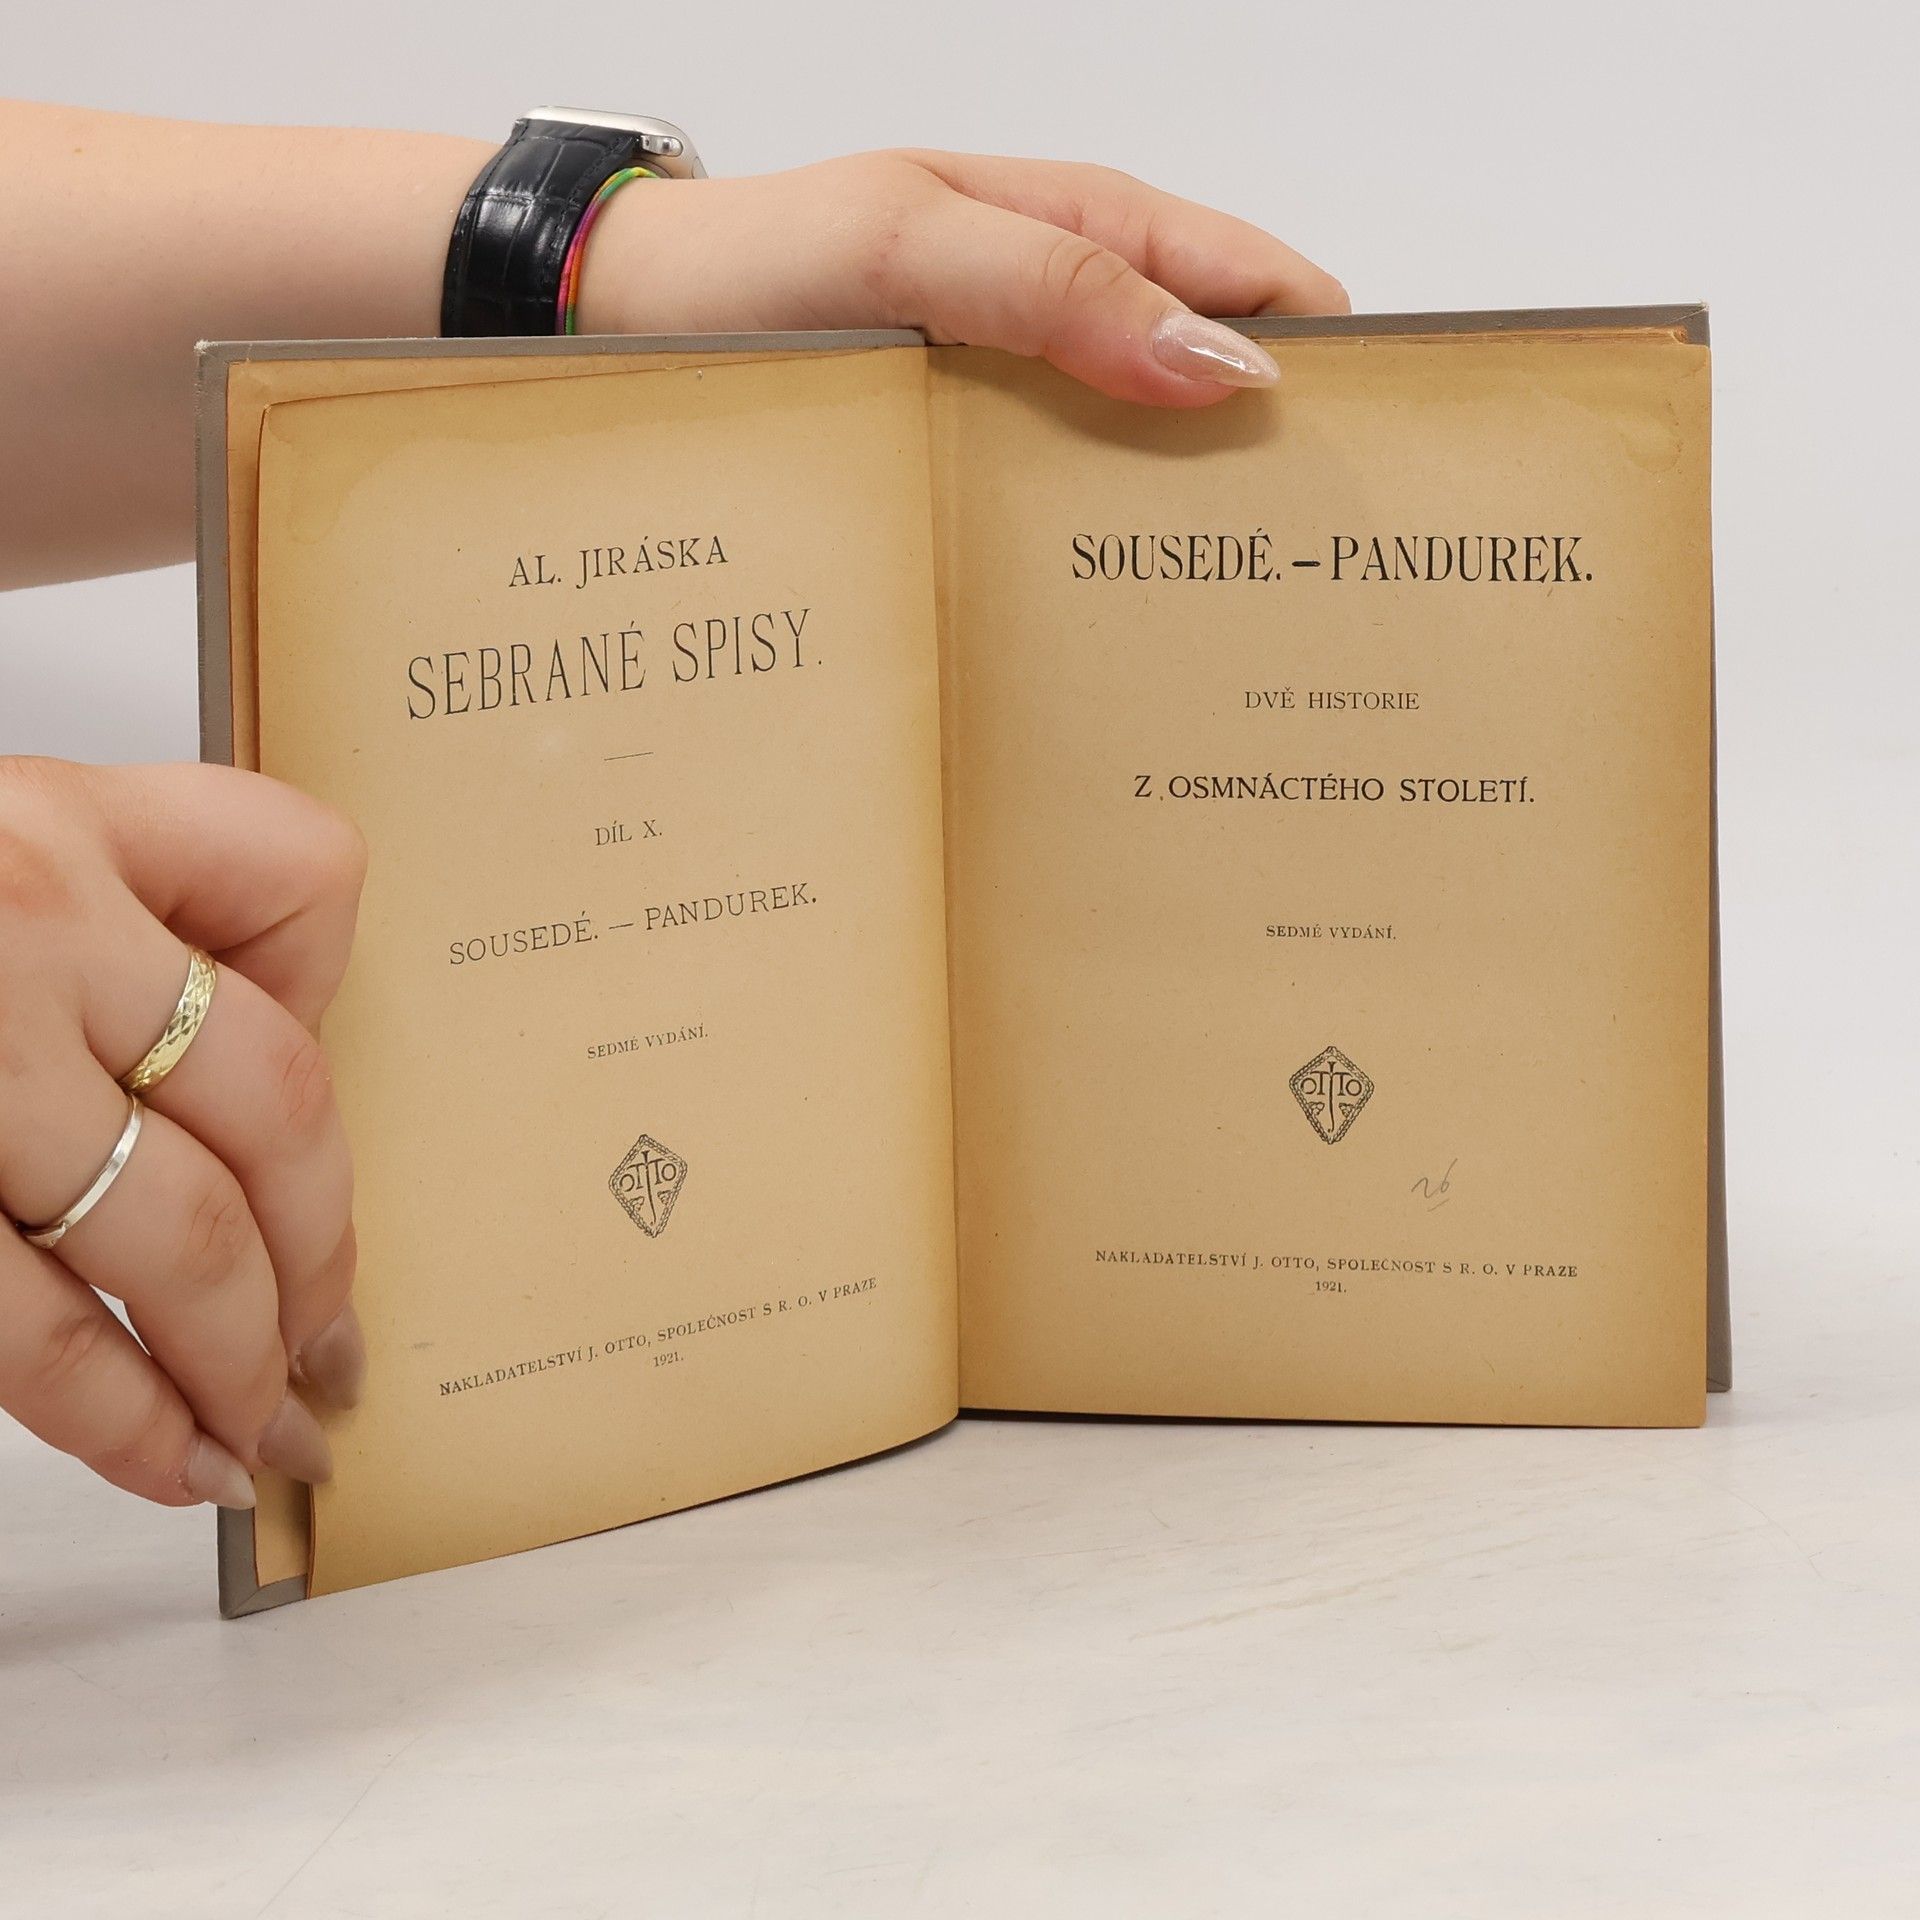 AL. JIRÁSKA
SEBRANÉ SPISY.
DÍL X.
SOUSEDÉ. — PANDUREK.
SEDMÉ VYDÁNÍ.
OTTO
NAKLADATELSTVÍ J. OTTO, SPOLEČNOST S R. O. V PRAZE
1921.
SOUSEDÉ. — PANDUREK.
DVĚ HISTORIE
Z OSMNÁCTÉHO STOLETÍ.
SEDMÉ VYDÁNÍ.
OTTO
26
NAKLADATELSTVÍ J. OTTO, SPOLEČNOST S R. O. V PRAZE
1921.